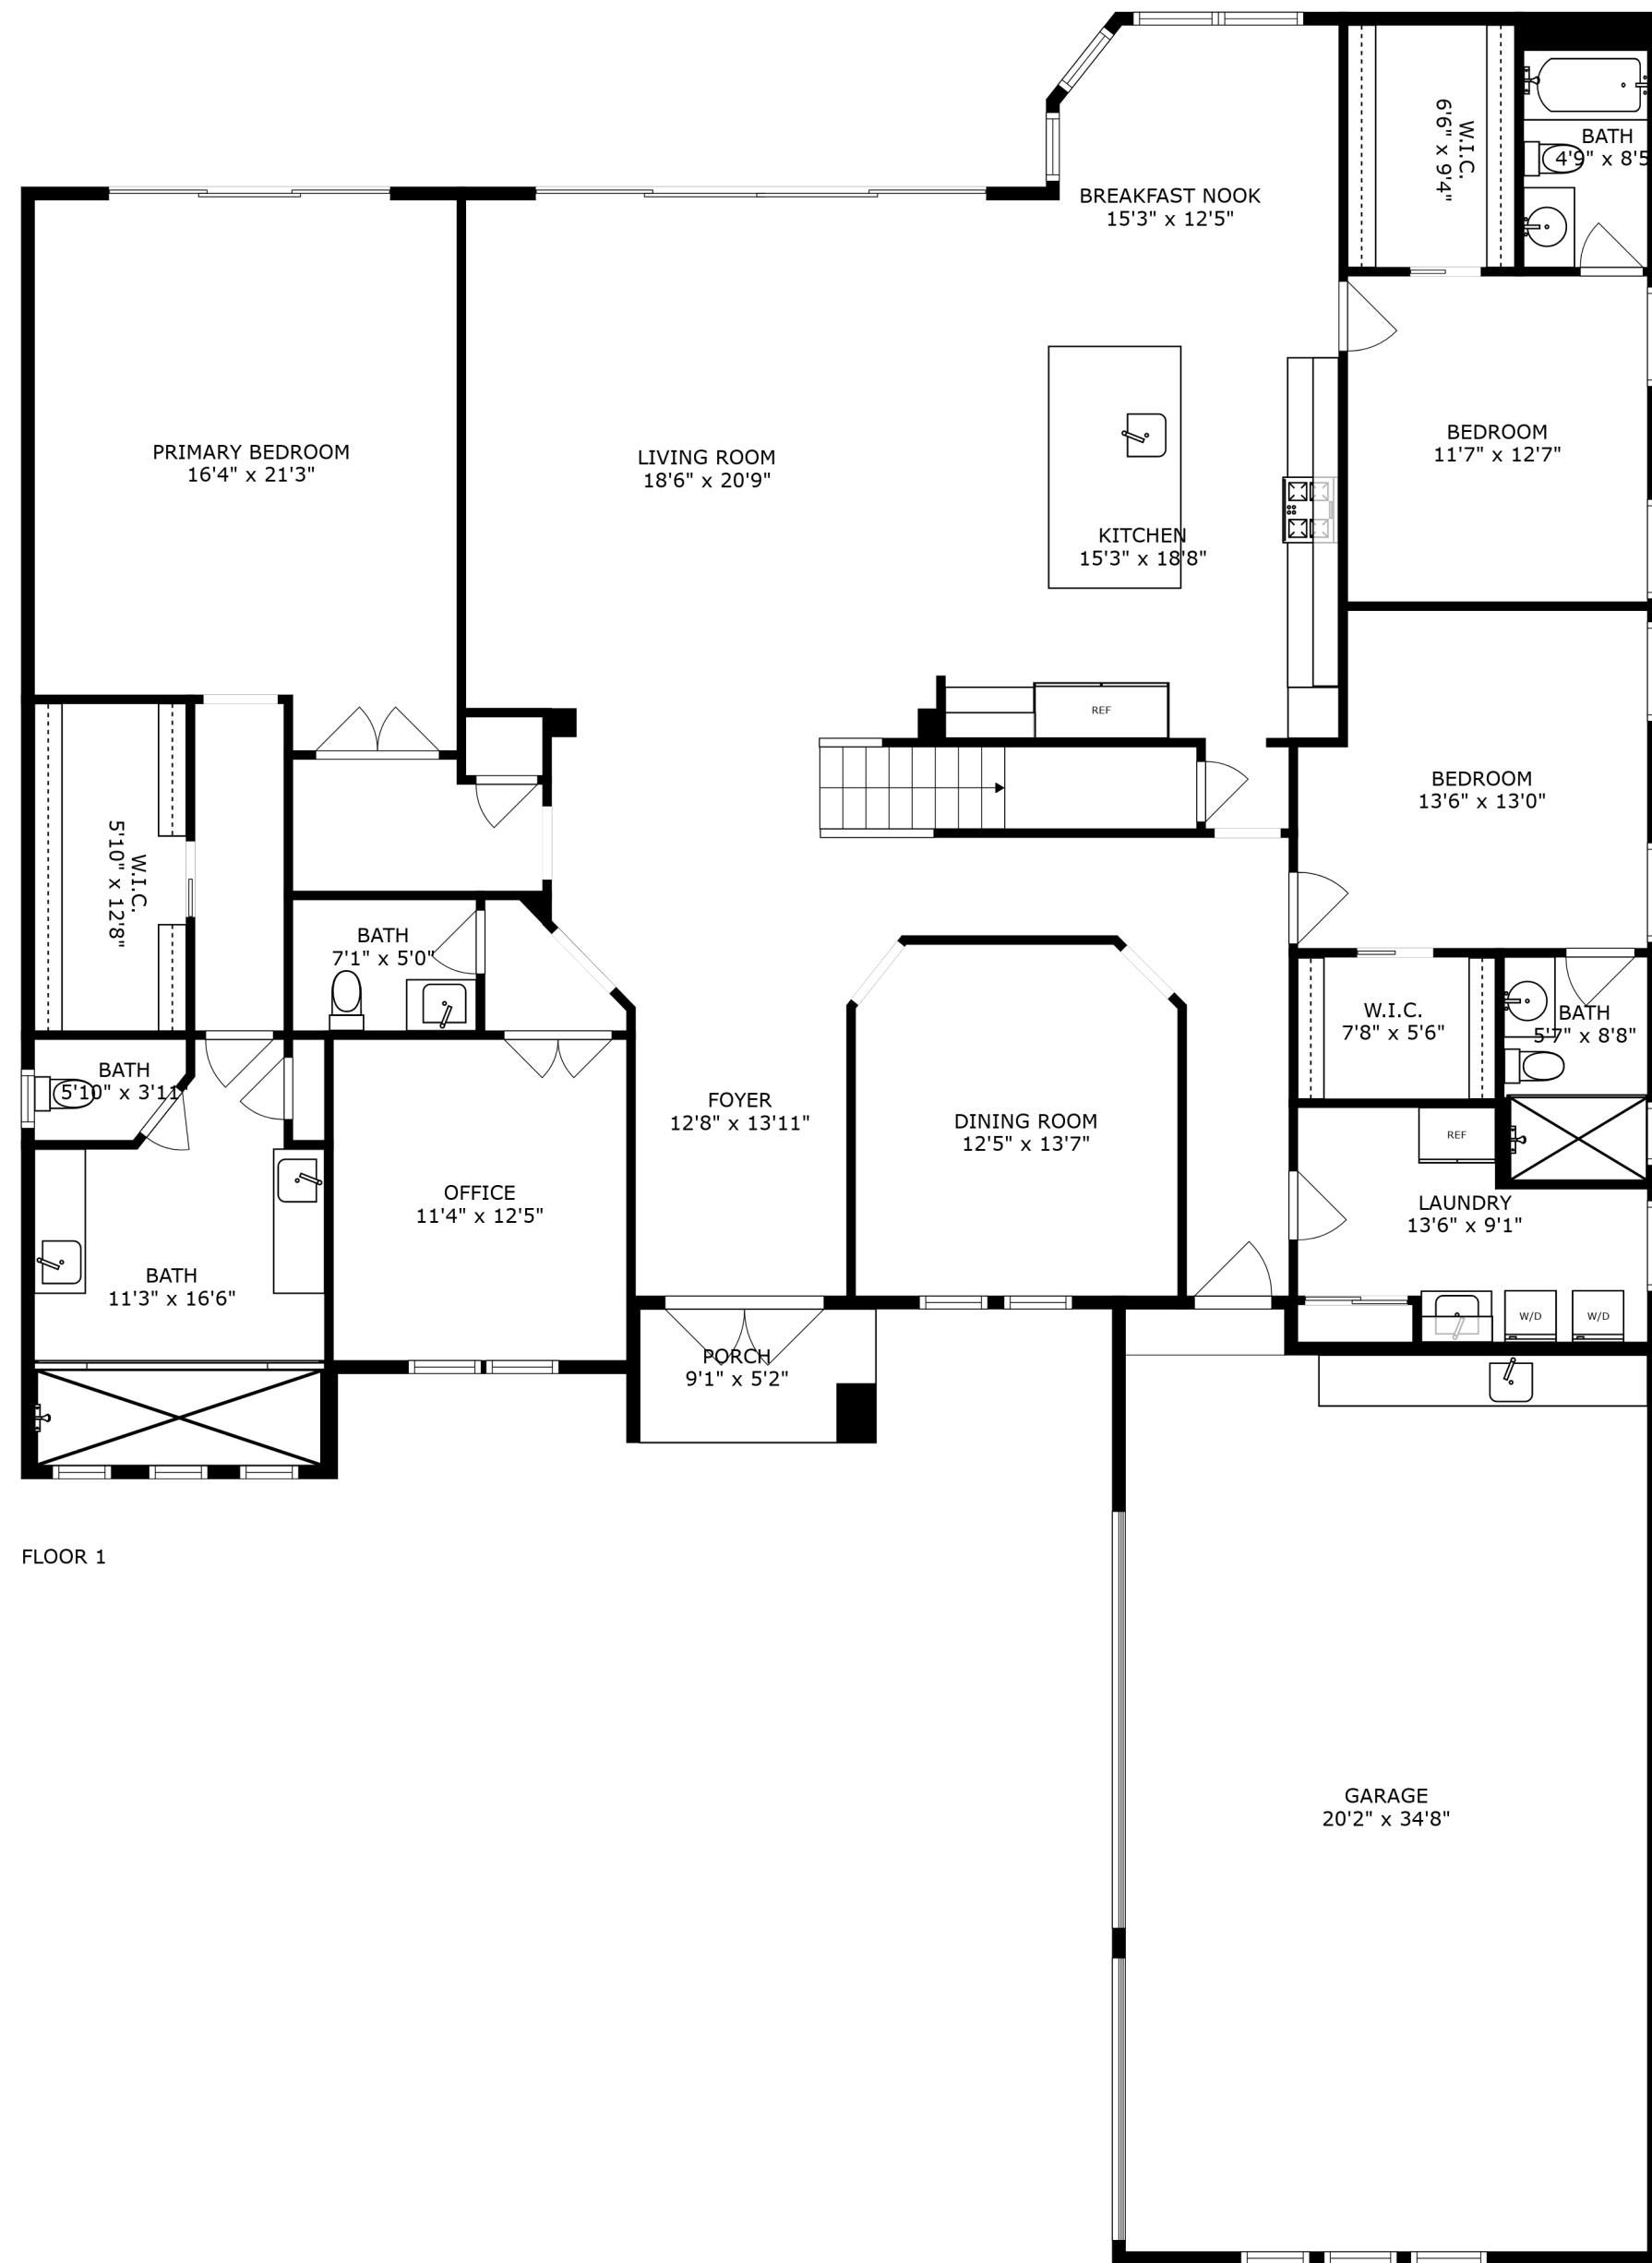 BATH
4'9" x 8'5
W.I.C.
6'6" x 9'4"
BREAKFAST NOOK
15'3" x 12'5"
BEDROOM
11'7" x 12'7"
PRIMARY BEDROOM
16'4" x 21'3"
LIVING ROOM
18'6" x 20'9"
KITCHEN
15'3" x 18'8"
REF
BEDROOM
13'6" x 13'0"
W.I.C.
5'10" x 12'8"
BATH
7'1" x 5'0"
W.I.C.
7'8" x 5'6"
BATH
5'7" x 8'8"
BATH
5'10" x 3'11"
FOYER
12'8" x 13'11"
DINING ROOM
12'5" x 13'7"
REF
OFFICE
11'4" x 12'5"
LAUNDRY
13'6" x 9'1"
BATH
11'3" x 16'6"
W/D
W/D
PORCH
9'1" x 5'2"
FLOOR 1
GARAGE
20'2" x 34'8"